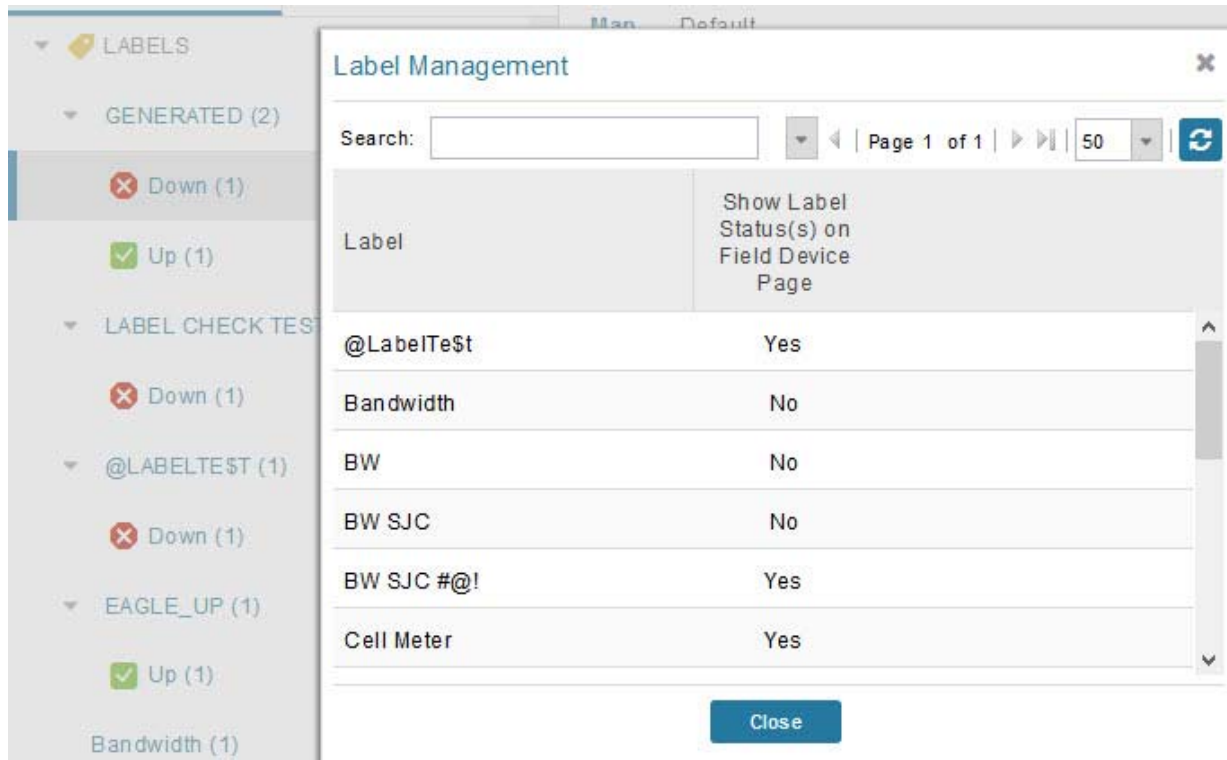 Map Default
LABELS
GENERATED (2)
Down (1)
Up (1)
LABEL CHECK TES
Down (1)
@LABELTE$T (1)
Down (1)
EAGLE_UP (1)
Up (1)
Bandwidth (1)
Label Management
Search:
Page 1 of 1
50
Label
Show Label
Status(s) on
Field Device
Page
@LabelTe$t Yes
Bandwidth No
BW No
BW SJC No
BW SJC #@! Yes
Cell Meter Yes
Close